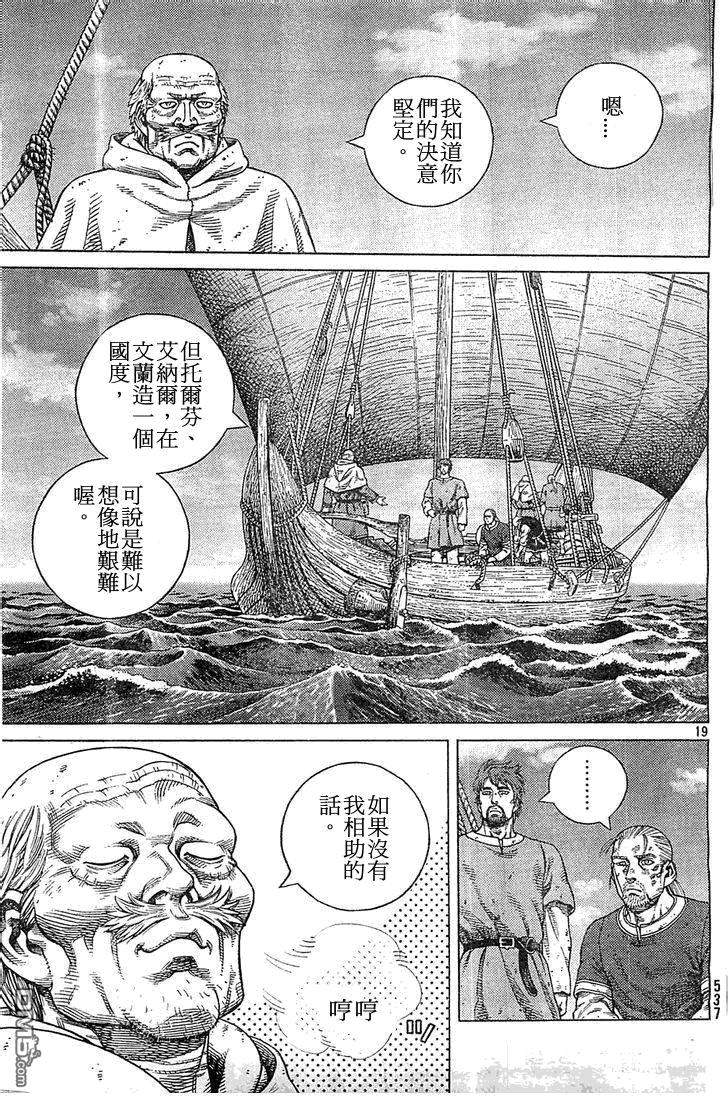 嗯……
我知道你
們的決意
堅定。
但托爾芬、
艾納爾，在
文蘭造一個
國度，
可說是難以
想像地艱難
喔。
19
………
如果沒有
我相助的
話。
哼哼
537